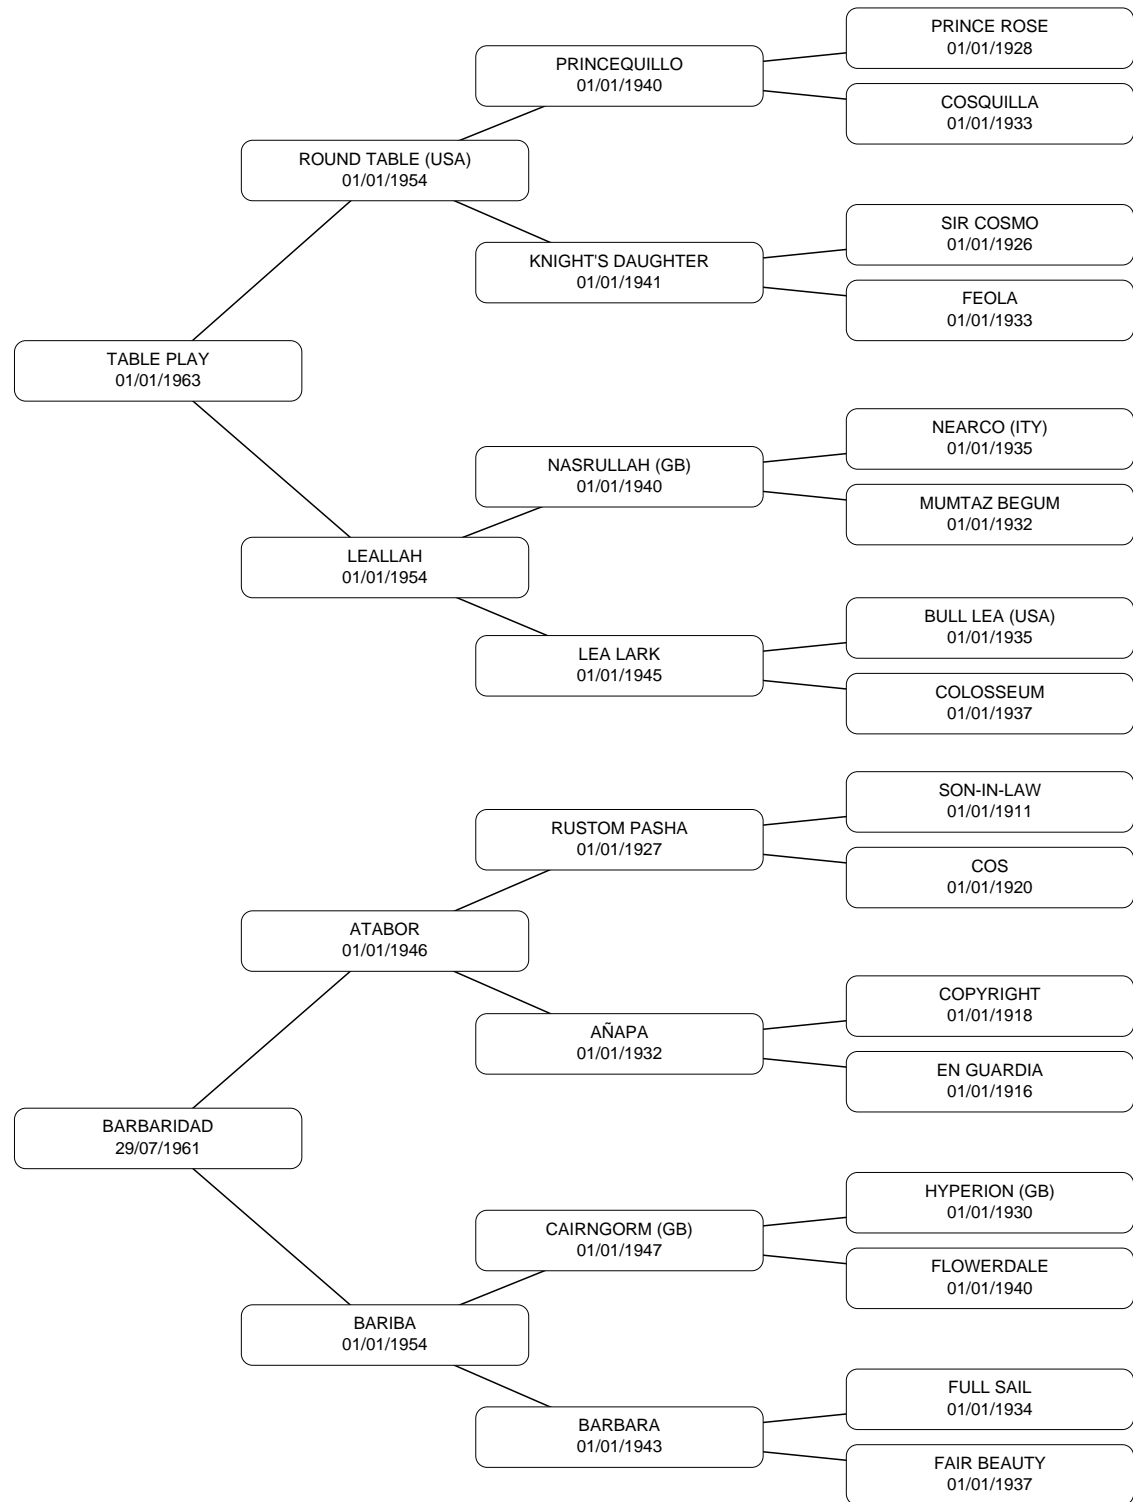 PRINCE ROSE
01/01/1928
PRINCEQUILLO
01/01/1940
COSQUILLA
01/01/1933
ROUND TABLE (USA)
01/01/1954
SIR COSMO
01/01/1926
KNIGHT'S DAUGHTER
01/01/1941
FEOLA
01/01/1933
TABLE PLAY
01/01/1963
NEARCO (ITY)
01/01/1935
NASRULLAH (GB)
01/01/1940
MUMTAZ BEGUM
01/01/1932
LEALLAH
01/01/1954
BULL LEA (USA)
01/01/1935
LEA LARK
01/01/1945
COLOSSEUM
01/01/1937
SON-IN-LAW
01/01/1911
RUSTOM PASHA
01/01/1927
COS
01/01/1920
ATABOR
01/01/1946
COPYRIGHT
01/01/1918
AÑAPA
01/01/1932
EN GUARDIA
01/01/1916
BARBARIDAD
29/07/1961
HYPERION (GB)
01/01/1930
CAIRNGORM (GB)
01/01/1947
FLOWERDALE
01/01/1940
BARIBA
01/01/1954
FULL SAIL
01/01/1934
BARBARA
01/01/1943
FAIR BEAUTY
01/01/1937